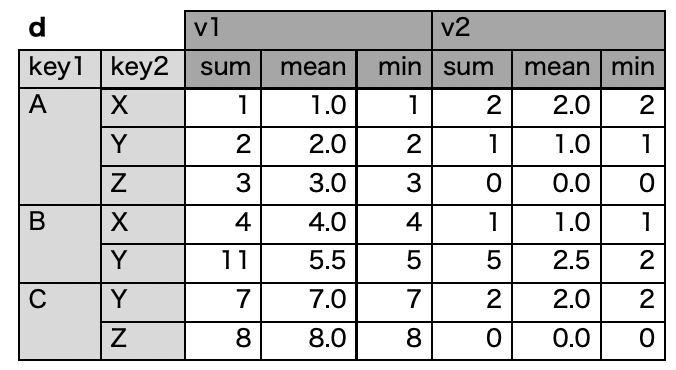 d v1 v2
key1 key2 sum mean min sum mean min
A X 1 1.0 1 2 2.0 2
Y 2 2.0 2 1 1.0 1
Z 3 3.0 3 0 0.0 0
B X 4 4.0 4 1 1.0 1
Y 11 5.5 5 5 2.5 2
C Y 7 7.0 7 2 2.0 2
Z 8 8.0 8 0 0.0 0